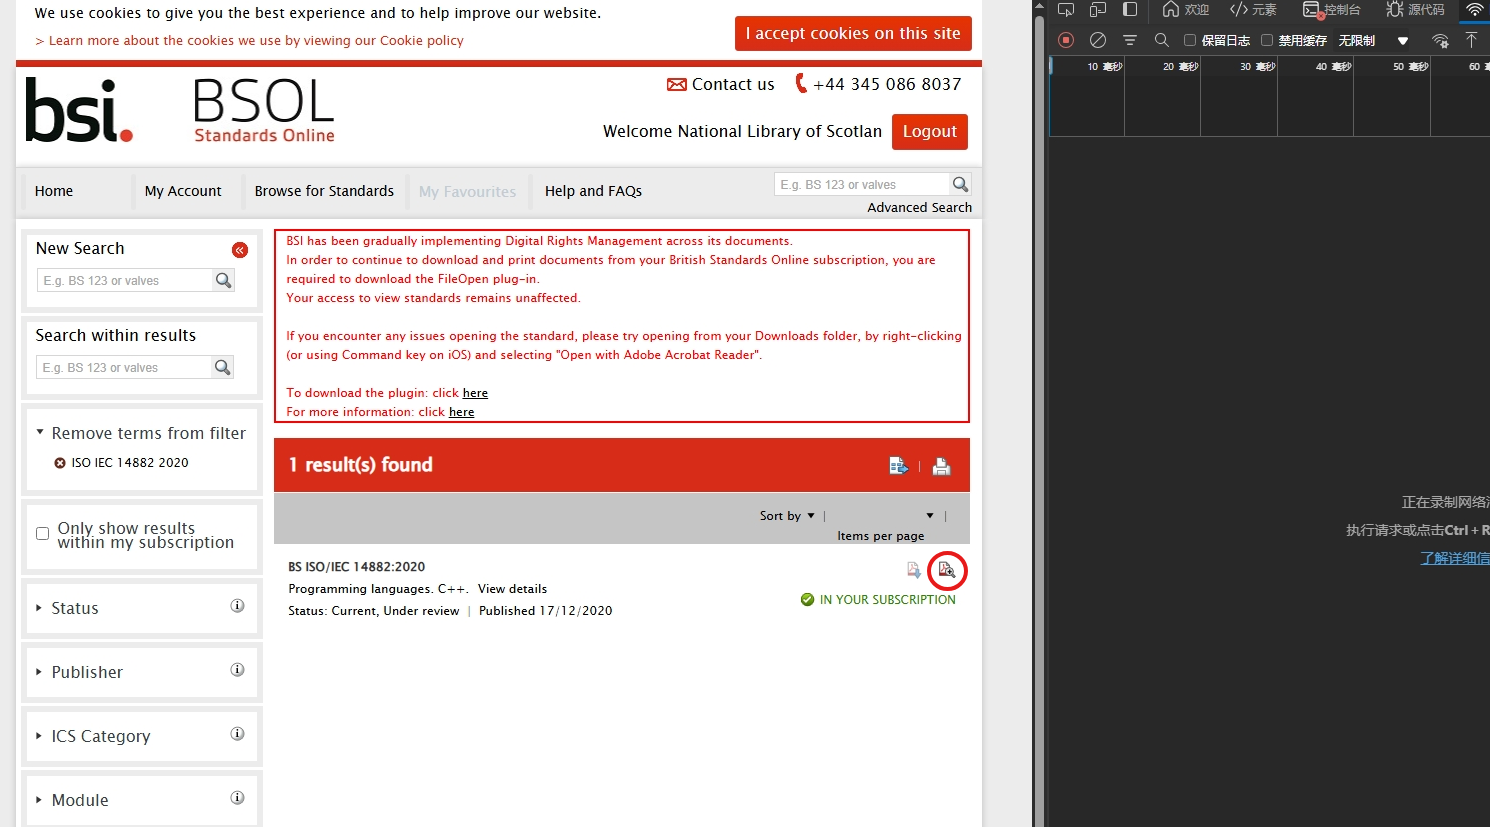 We use cookies to give you the best experience and to help improve our website.
> Learn more about the cookies we use by viewing our Cookie policy
I accept cookies on this site
bsi.
BSOL
Standards Online
Contact us
+44 345 086 8037
Welcome National Library of Scotlan
Logout
Home
My Account
Browse for Standards
My Favourites
Help and FAQs
E.g. BS 123 or valves
Advanced Search
New Search
E.g. BS 123 or valves
Search within results
E.g. BS 123 or valves
Remove terms from filter
ISO IEC 14882 2020
Only show results
within my subscription
Status
Publisher
ICS Category
Module
BSI has been gradually implementing Digital Rights Management across its documents.
In order to continue to download and print documents from your British Standards Online subscription, you are
required to download the FileOpen plug-in.
Your access to view standards remains unaffected.
If you encounter any issues opening the standard, please try opening from your Downloads folder, by right-clicking
(or using Command key on iOS) and selecting "Open with Adobe Acrobat Reader".
To download the plugin: click here
For more information: click here
1 result(s) found
Sort by
Items per page
BS ISO/IEC 14882:2020
Programming languages. C++. View details
Status: Current, Under review | Published 17/12/2020
IN YOUR SUBSCRIPTION
欢迎
元素
控制台
源代码
保留日志
禁用缓存
无限制
10 毫秒
20 毫秒
30 毫秒
40 毫秒
50 毫秒
60
正在录制网络
执行请求或点击Ctrl + R
了解详细信